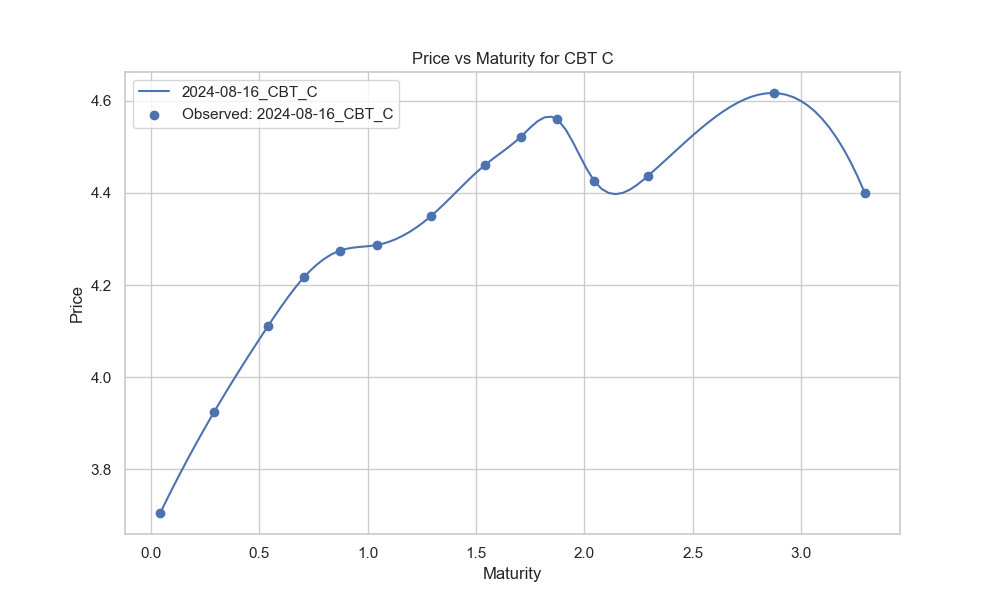 Price vs Maturity for CBT C
2024-08-16_CBT_C
Observed: 2024-08-16_CBT_C
Price
4.6
4.4
4.2
4.0
3.8
0.0 0.5 1.0 1.5 2.0 2.5 3.0
Maturity